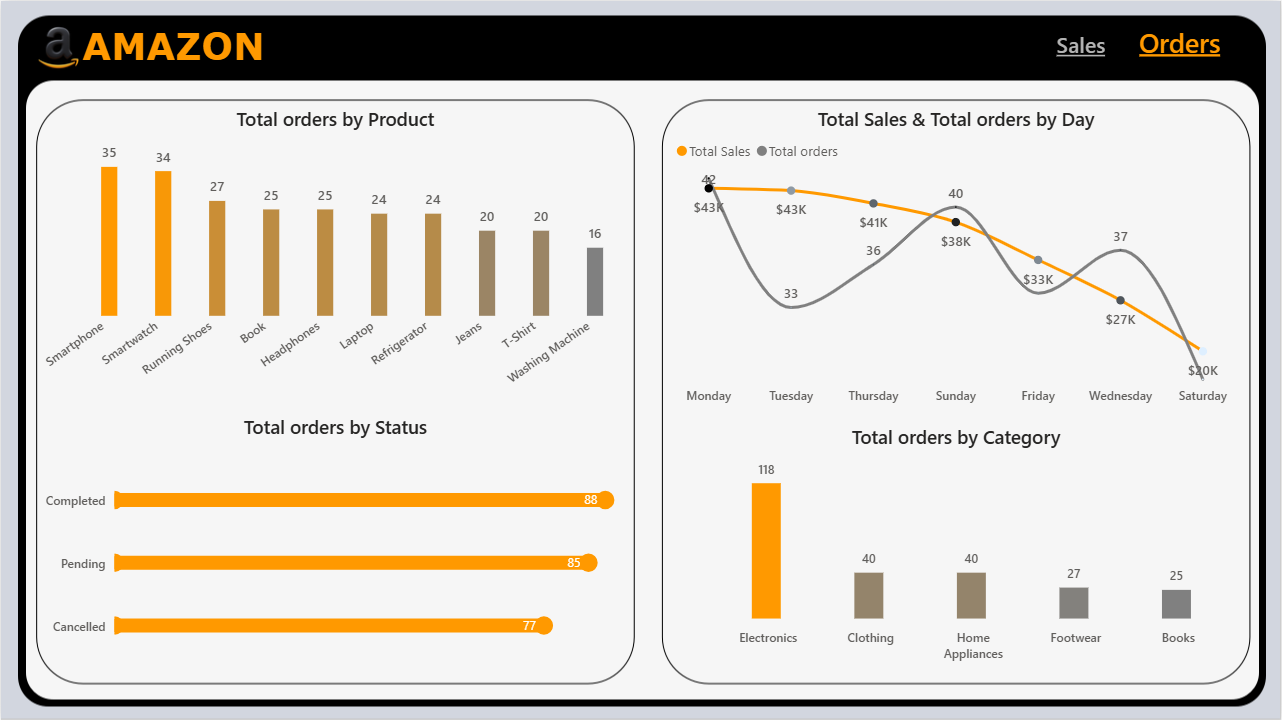 a AMAZON
Sales Orders
Total orders by Product
35 34 27 25 25 24 24 20 20 16
Smartphone Smartwatch Running Shoes Book Headphones Laptop Refrigerator Jeans T-Shirt Washing Machine
Total orders by Status
Completed 88
Pending 85
Cancelled 77
Total Sales & Total orders by Day
Total Sales Total orders
42 33 36 40 37
$43K $43K $41K $38K $33K $27K $20K
Monday Tuesday Thursday Sunday Friday Wednesday Saturday
Total orders by Category
118 40 40 27 25
Electronics Clothing Home Footwear Books
Appliances